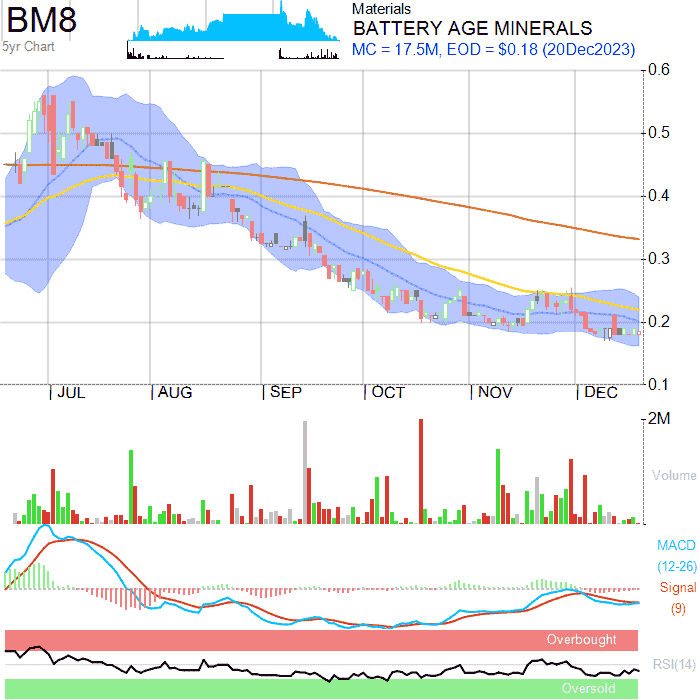 BM8
5yr Chart
Materials
BATTERY AGE MINERALS
MC = 17.5M, EOD = $0.18 (20Dec2023)
0.6
0.5
0.4
0.3
0.2
0.1
JUL AUG SEP OCT NOV DEC
2M
Volume
MACD
(12-26)
Signal
(9)
Overbought
RSI(14)
Oversold